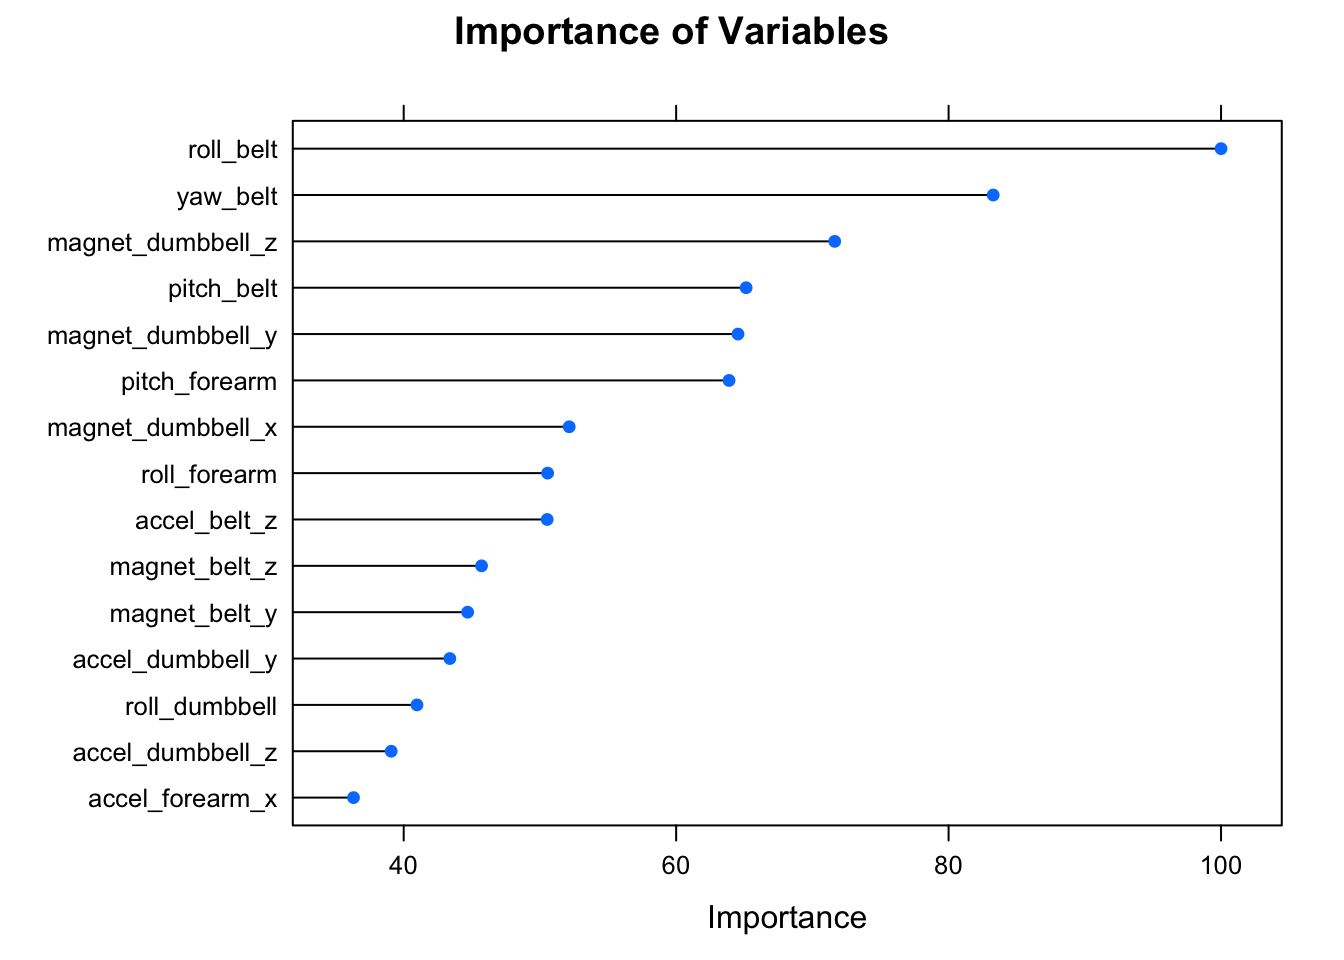 Importance of Variables
roll_belt
yaw_belt
magnet_dumbbell_z
pitch_belt
magnet_dumbbell_y
pitch_forearm
magnet_dumbbell_x
roll_forearm
accel_belt_z
magnet_belt_z
magnet_belt_y
accel_dumbbell_y
roll_dumbbell
accel_dumbbell_z
accel_forearm_x
40 60 80 100
Importance